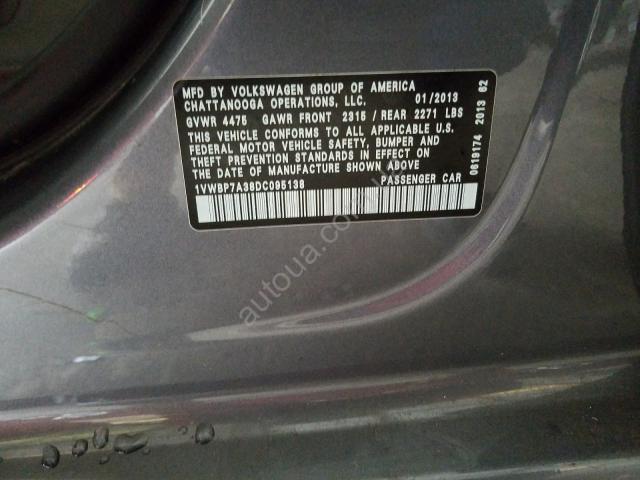 MFD BY VOLKSWAGEN GROUP OF AMERICA
CHATTANOOGA OPERATIONS, LLC. 01/2013
GVWR 4475 GAWR FRONT 2315 / REAR 2271 LBS
THIS VEHICLE CONFORMS TO ALL APPLICABLE U.S.
FEDERAL MOTOR VEHICLE SAFETY, BUMPER AND
THEFT PREVENTION STANDARDS IN EFFECT ON
THE DATE OF MANUFACTURE SHOWN ABOVE
1VWBP7A38DC095138 PASSENGER CAR
0619174 2013 62
autoua.com.ua